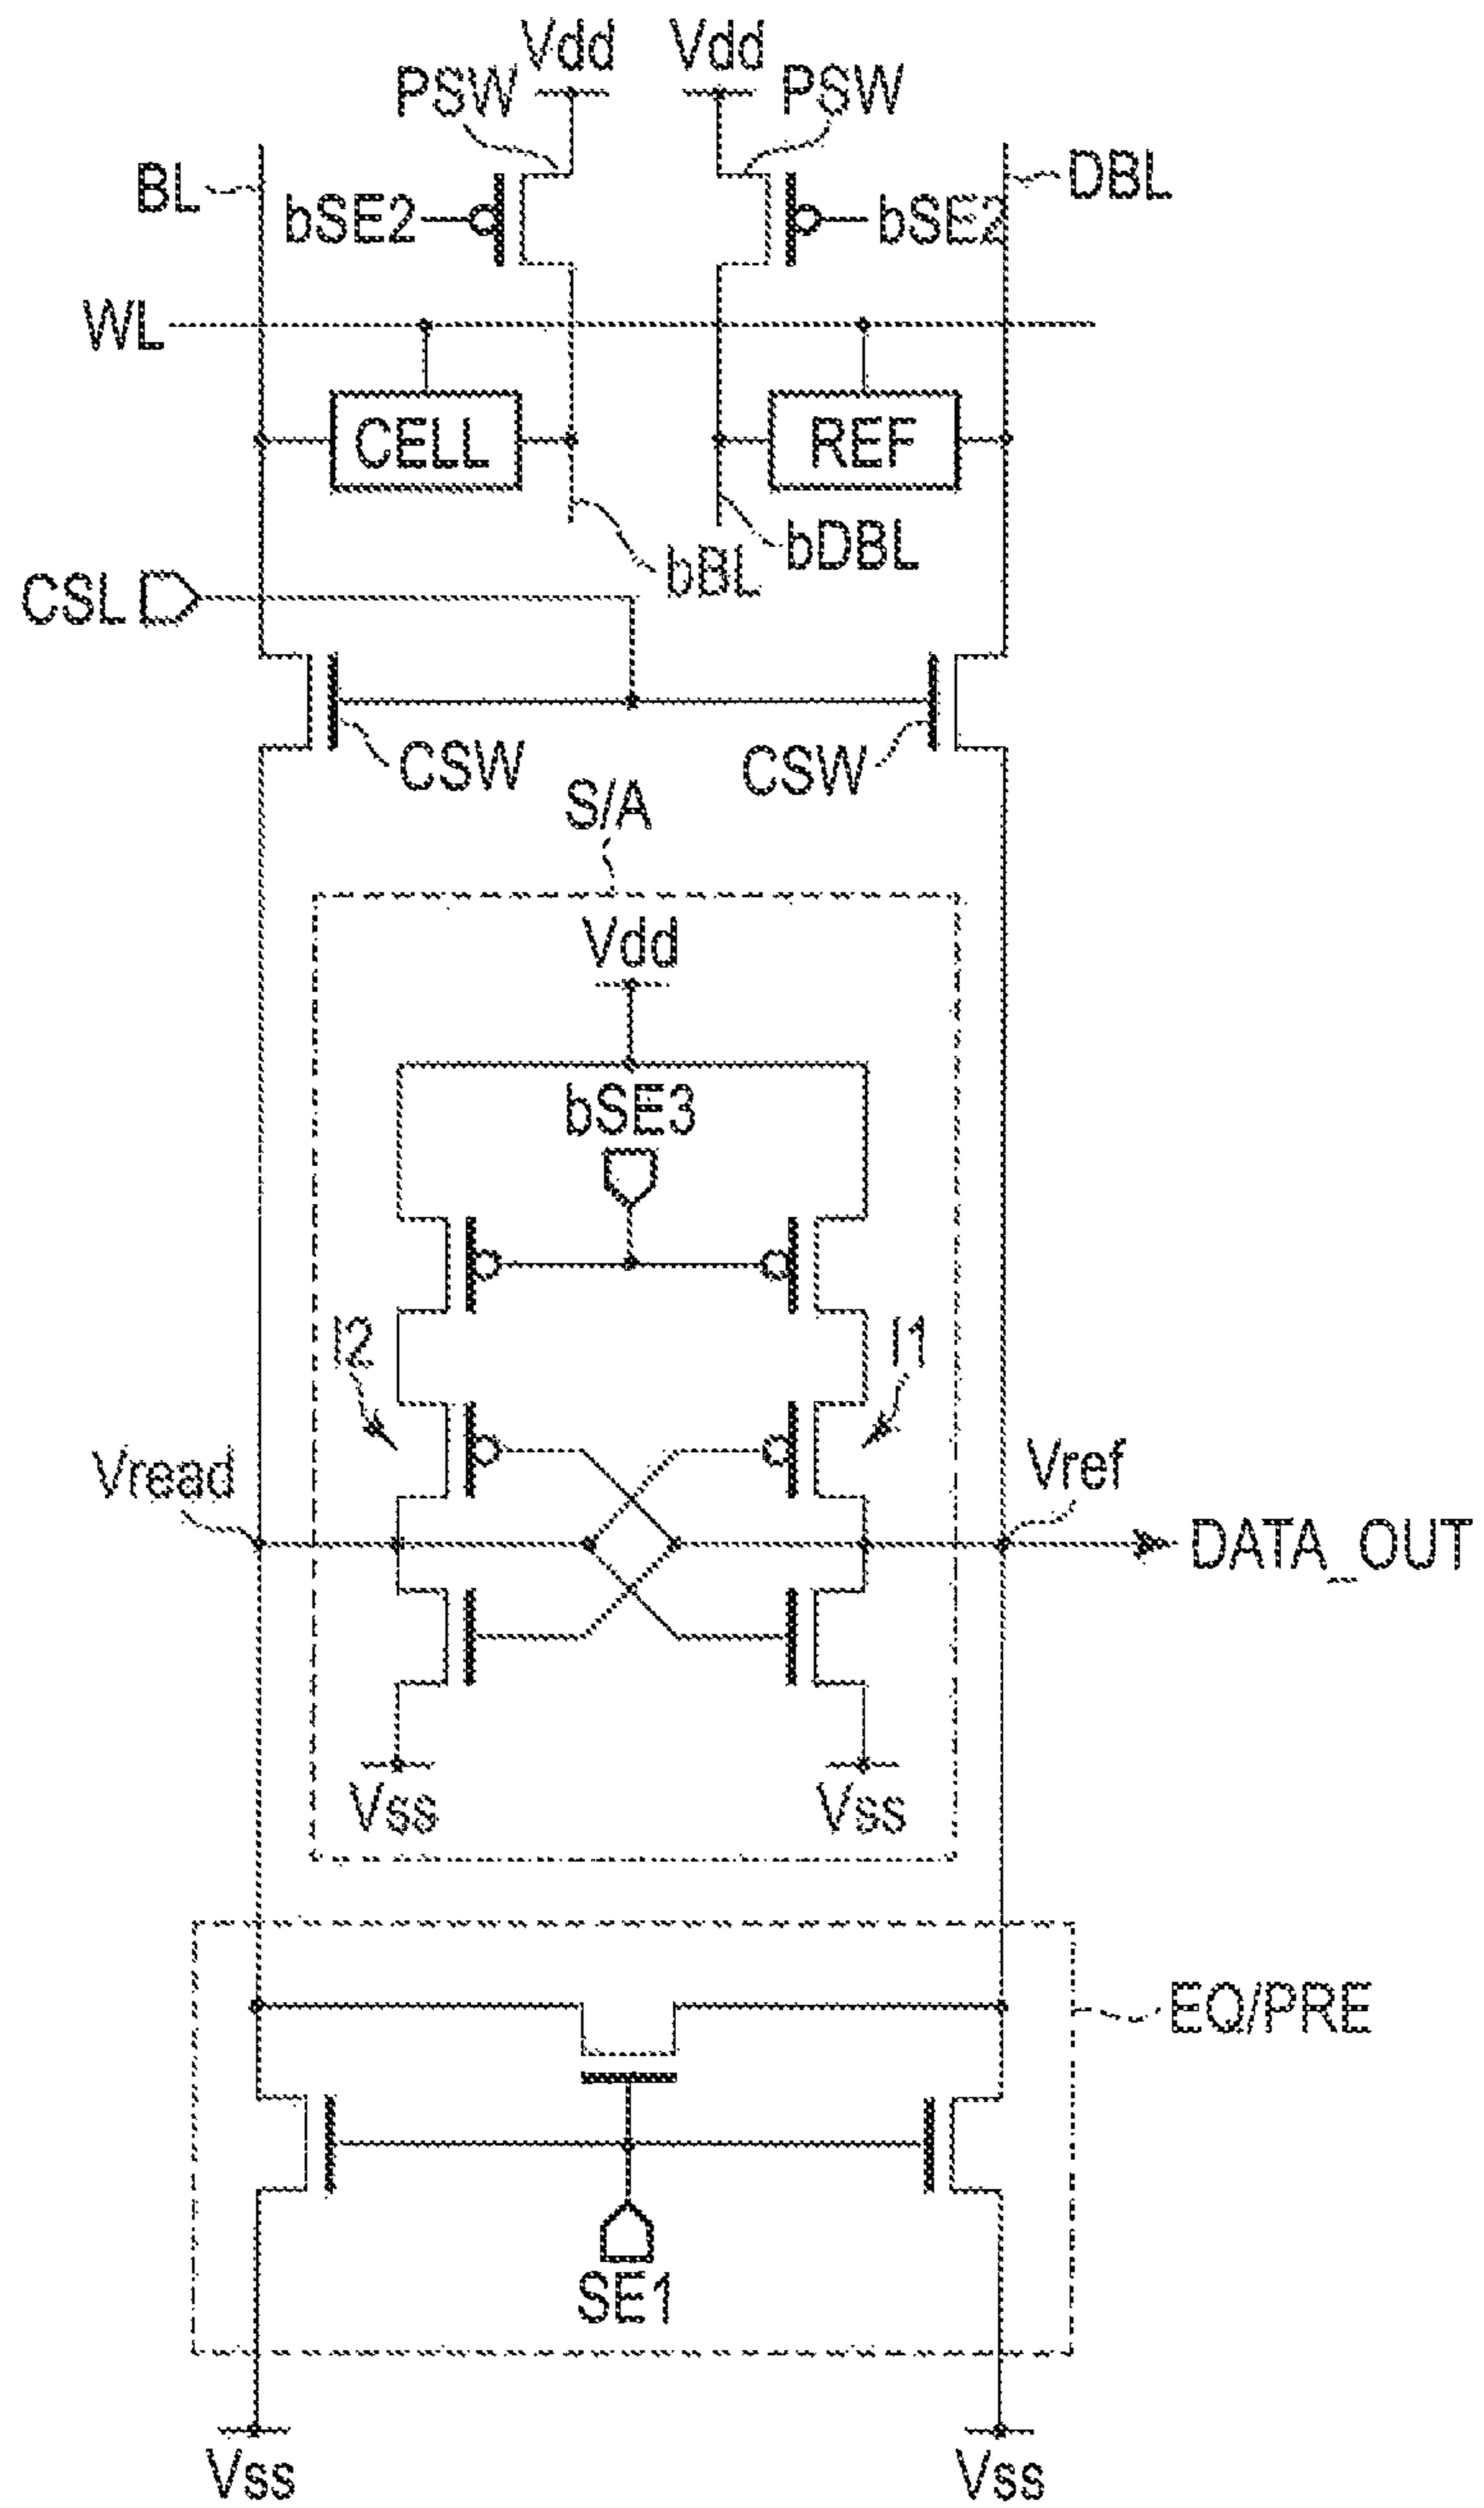 Vdd Vdd
PSW PSW
BL DBL
bSE2 bSE2
WL
CELL REF
bDBL
bBL
CSL
CSW CSW
S/A
Vdd
bSE3
I2 I1
Vread Vref
DATA_OUT
Vss Vss
EQ/PRE
SE1
Vss Vss